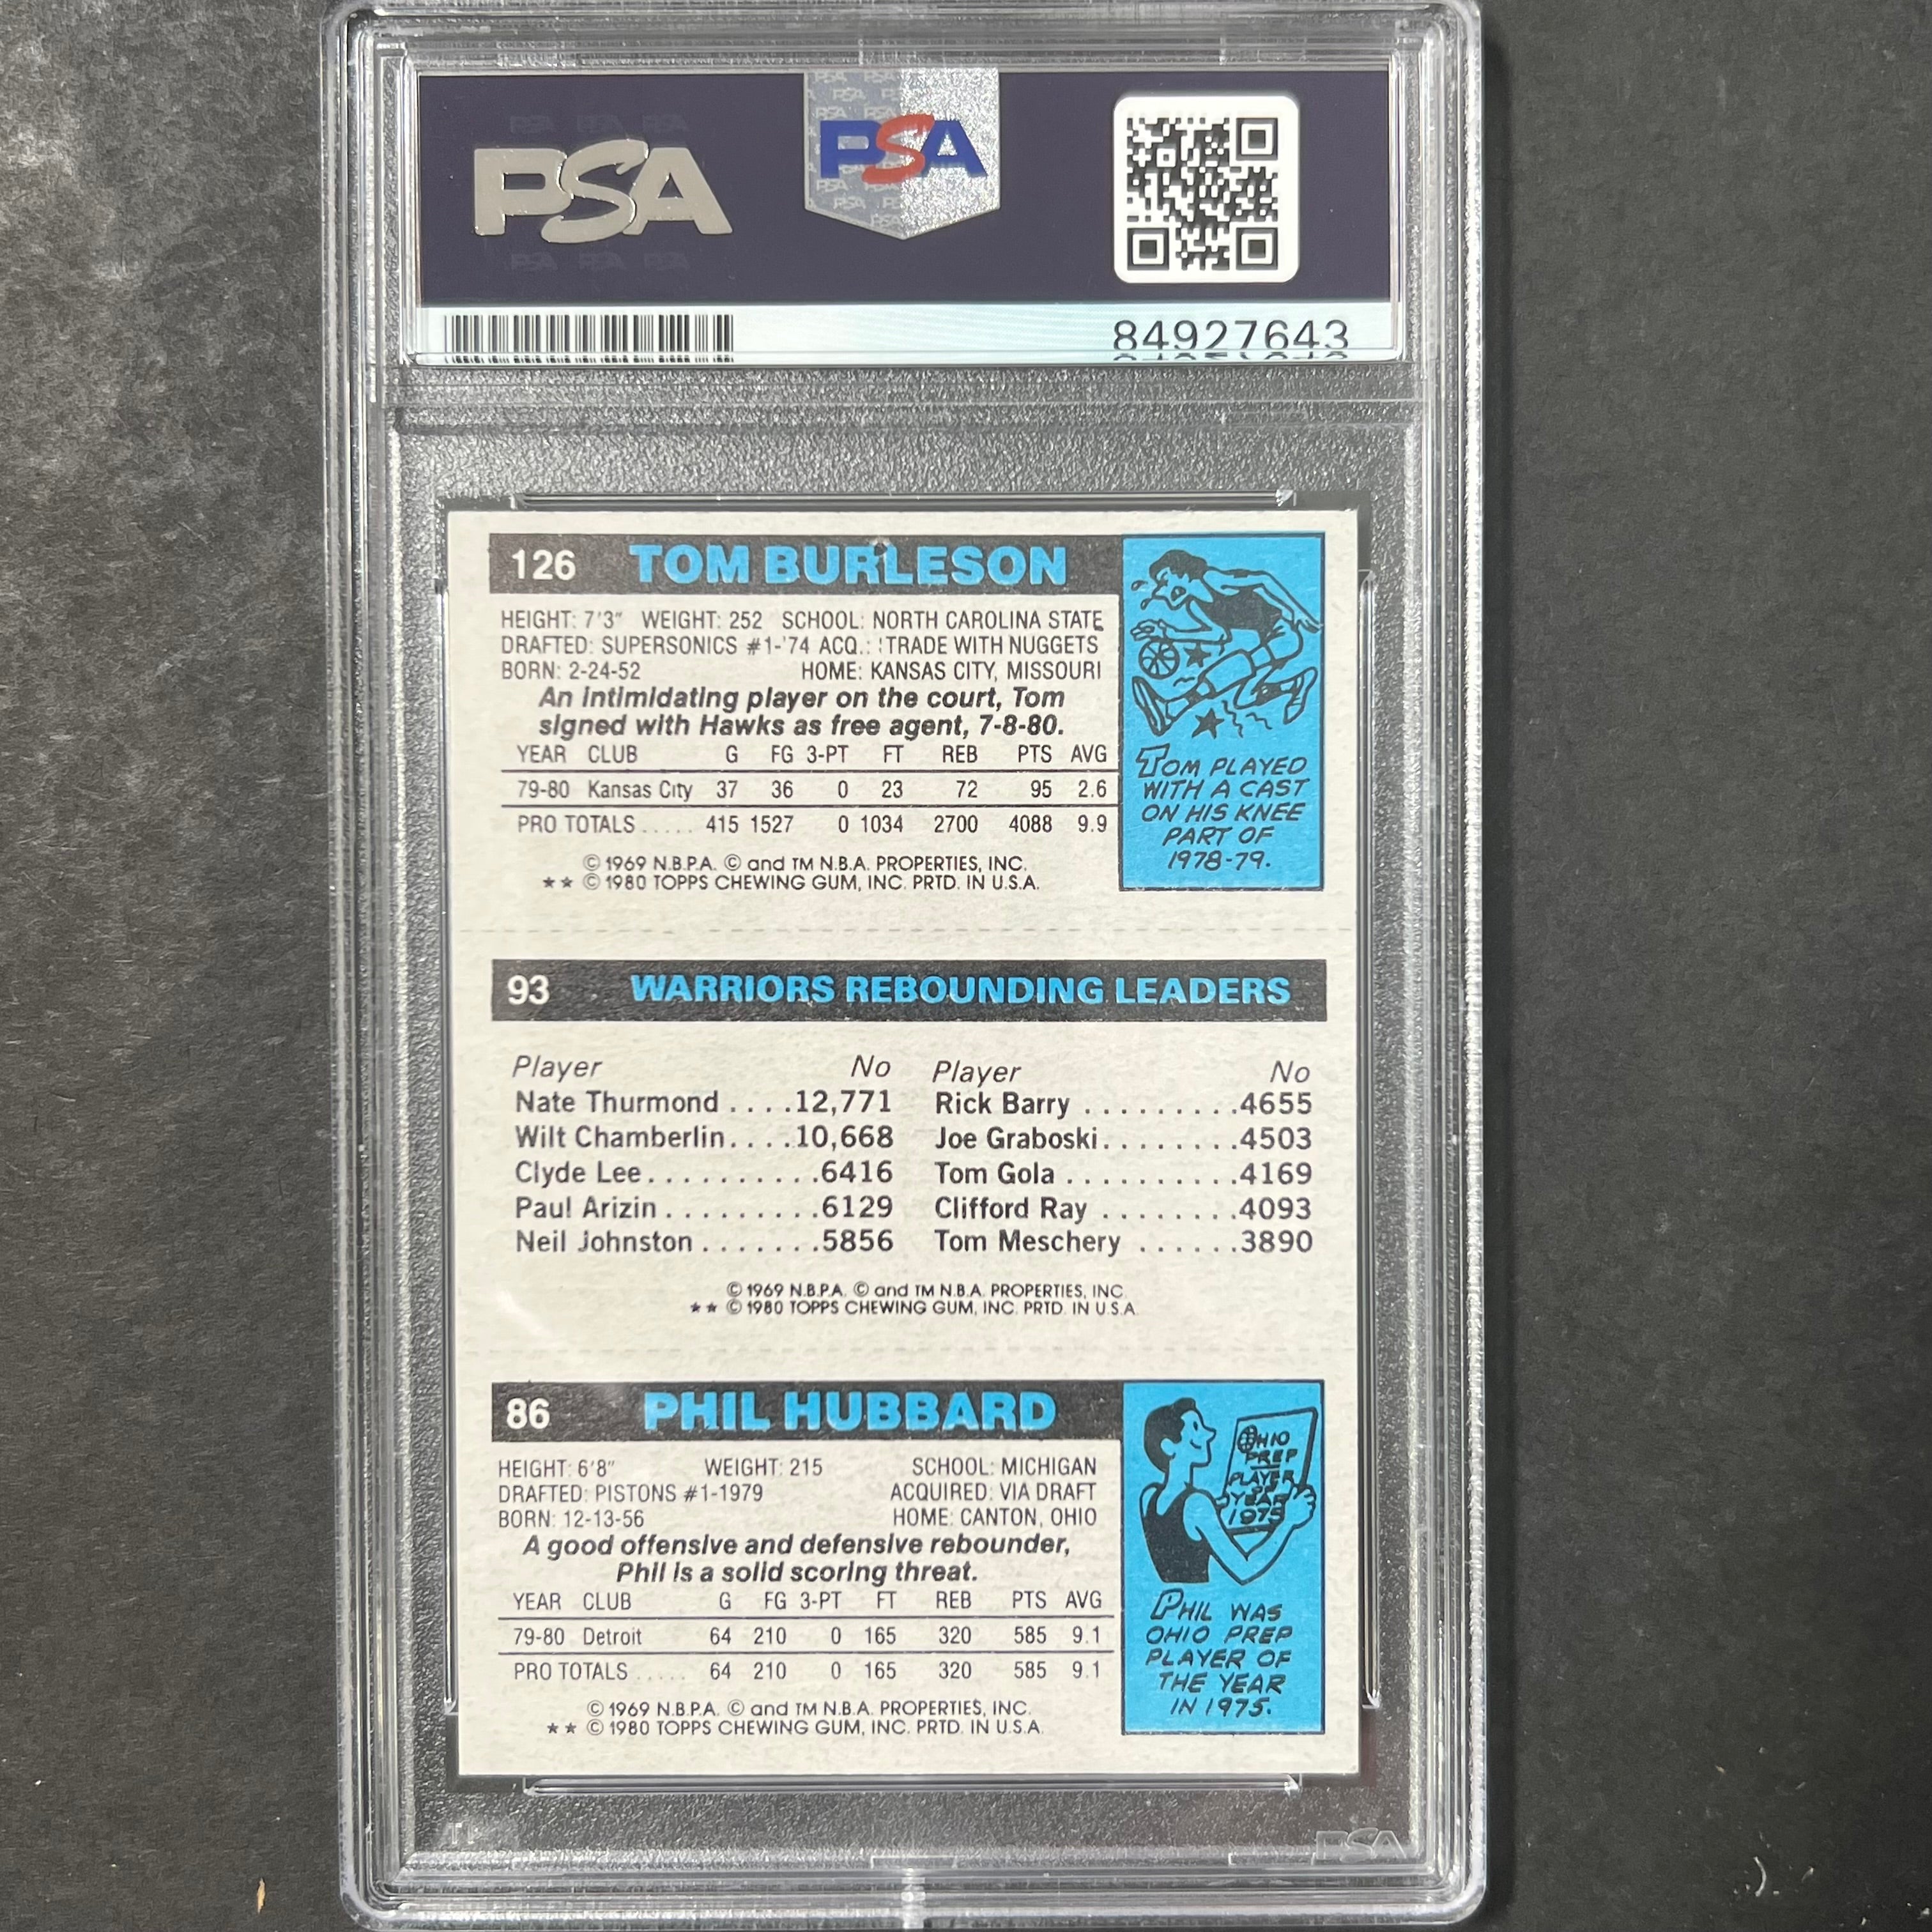 PSA
PSA
84927643
126 TOM BURLESON
HEIGHT: 7'3" WEIGHT: 252 SCHOOL: NORTH CAROLINA STATE
DRAFTED: SUPERSONICS #1-'74 ACQ.: TRADE WITH NUGGETS
BORN: 2-24-52 HOME: KANSAS CITY, MISSOURI
An intimidating player on the court, Tom
signed with Hawks as free agent, 7-8-80.
YEAR CLUB G FG 3-PT FT REB PTS AVG
79-80 Kansas City 37 36 0 23 72 95 2.6
PRO TOTALS ..... 415 1527 0 1034 2700 4088 9.9
© 1969 N.B.P.A. © and TM N.B.A. PROPERTIES, INC.
★★ © 1980 TOPPS CHEWING GUM, INC. PRTD. IN U.S.A.
TOM PLAYED
WITH A CAST
ON HIS KNEE
PART OF
1978-79.
93 WARRIORS REBOUNDING LEADERS
Player No Player No
Nate Thurmond ....12,771 Rick Barry .........4655
Wilt Chamberlin....10,668 Joe Graboski........4503
Clyde Lee..........6416 Tom Gola ..........4169
Paul Arizin .........6129 Clifford Ray ........4093
Neil Johnston.......5856 Tom Meschery ......3890
© 1969 N.B.P.A. © and TM N.B.A. PROPERTIES, INC.
★★ © 1980 TOPPS CHEWING GUM, INC. PRTD. IN U.S.A.
86 PHIL HUBBARD
HEIGHT: 6'8" WEIGHT: 215 SCHOOL: MICHIGAN
DRAFTED: PISTONS #1-1979 ACQUIRED: VIA DRAFT
BORN: 12-13-56 HOME: CANTON, OHIO
A good offensive and defensive rebounder,
Phil is a solid scoring threat.
YEAR CLUB G FG 3-PT FT REB PTS AVG
79-80 Detroit 64 210 0 165 320 585 9.1
PRO TOTALS ..... 64 210 0 165 320 585 9.1
© 1969 N.B.P.A. © and TM N.B.A. PROPERTIES, INC.
★★ © 1980 TOPPS CHEWING GUM, INC. PRTD. IN U.S.A.
OHIO
PREP
PLAYER
OF
YEAR
1975
PHIL WAS
OHIO PREP
PLAYER OF
THE YEAR
IN 1975.
PSA